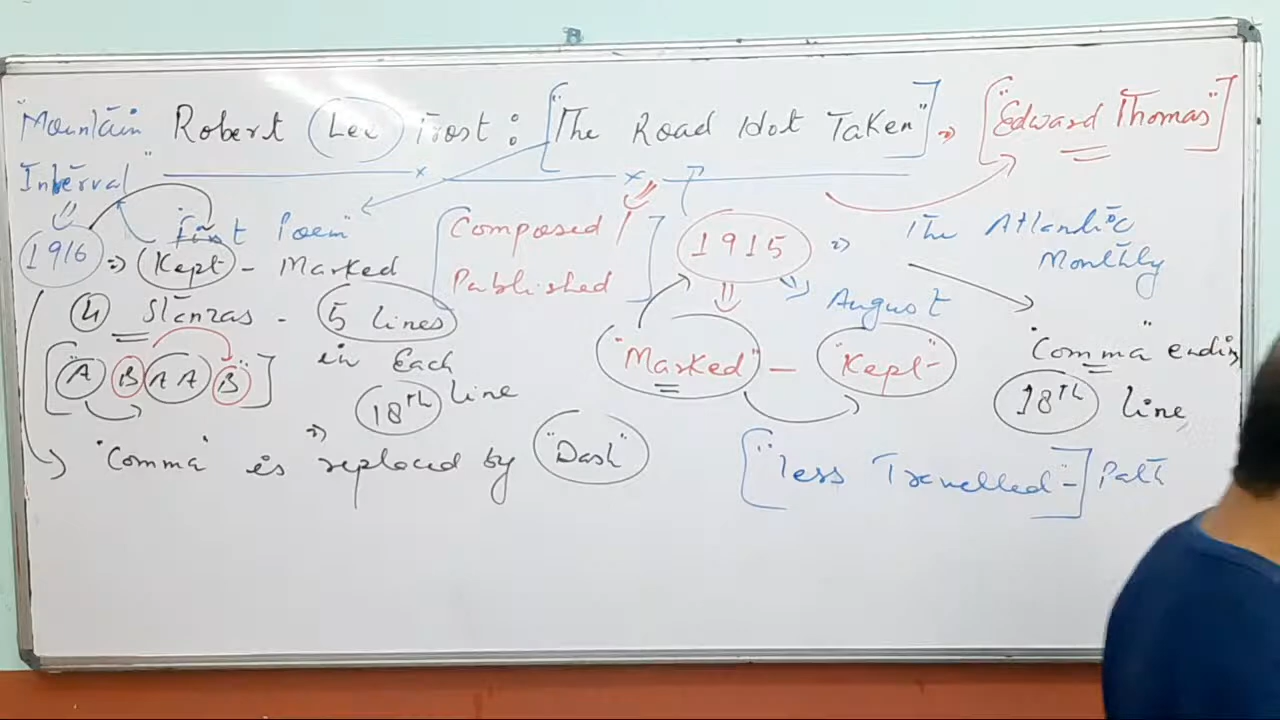 "Mountain Robert Lee Frost : ["The Road Not Taken"] => ["Edward Thomas"]
Interval"
1916 => Kept - Marked
"First Poem"
[Composed / Published] 1915 => The Atlantic Monthly
August
4 Stanzas - 5 lines in Each
["A B A A B"]
18th line
=> "Comma" is replaced by "Dash"
"Marked" - "Kept"
"Comma" ending
18th line
["less Travelled"] Path